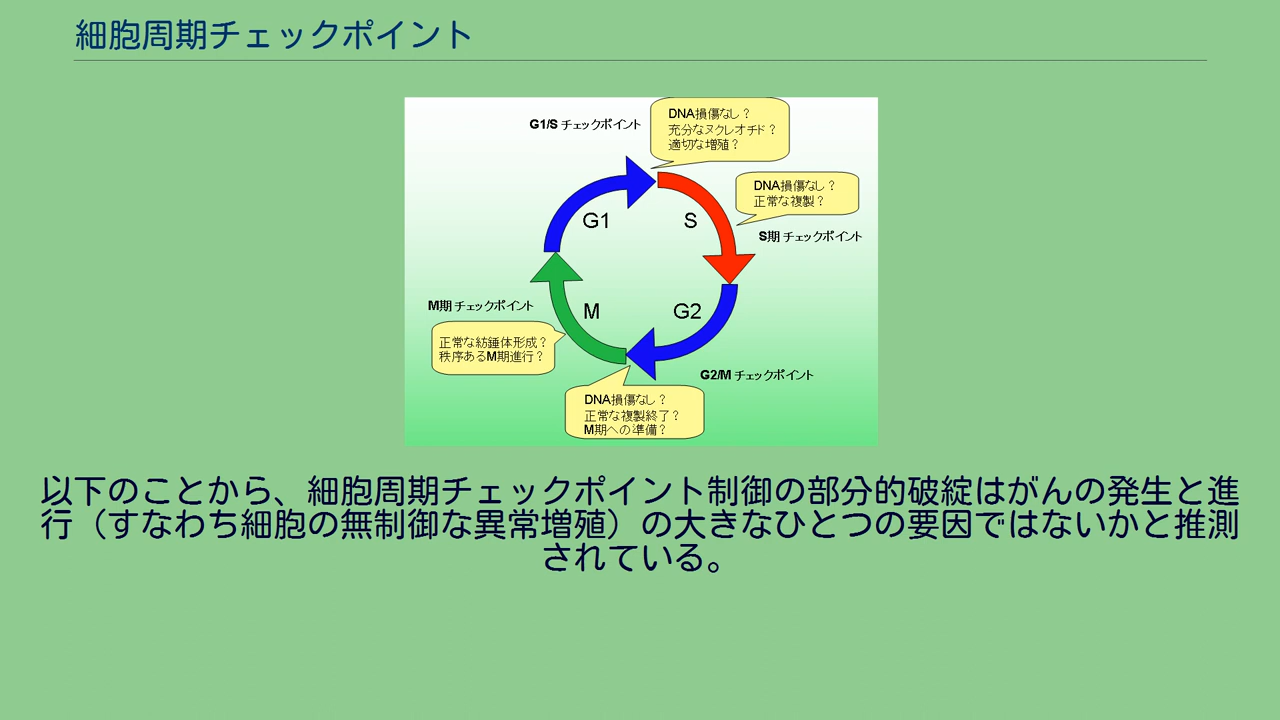 細胞周期チェックポイント
G1/S チェックポイント
DNA損傷なし?
充分なヌクレオチド?
適切な増殖?
DNA損傷なし?
正常な複製?
S期 チェックポイント
G1
S
M
G2
M期 チェックポイント
正常な紡錘体形成?
秩序あるM期進行?
G2/M チェックポイント
DNA損傷なし?
正常な複製終了?
M期への準備?
以下のことから、細胞周期チェックポイント制御の部分的破綻はがんの発生と進
行（すなわち細胞の無制御な異常増殖）の大きなひとつの要因ではないかと推測
されている。